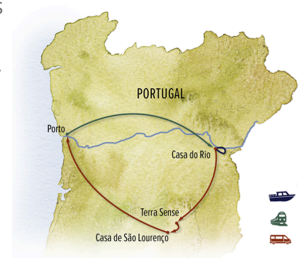 S
PORTUGAL
Porto
Casa do Rio
Terra Sense
Casa de São Lourenço